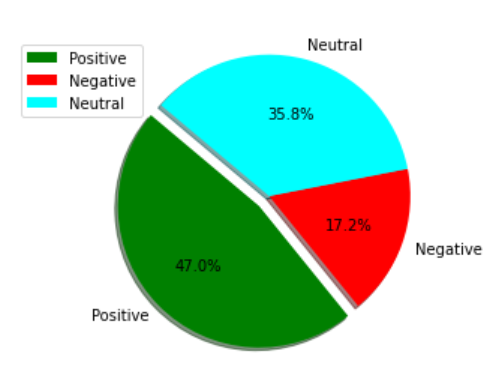 Neutral
Positive
Negative
Neutral
35.8%
17.2%
Negative
47.0%
Positive